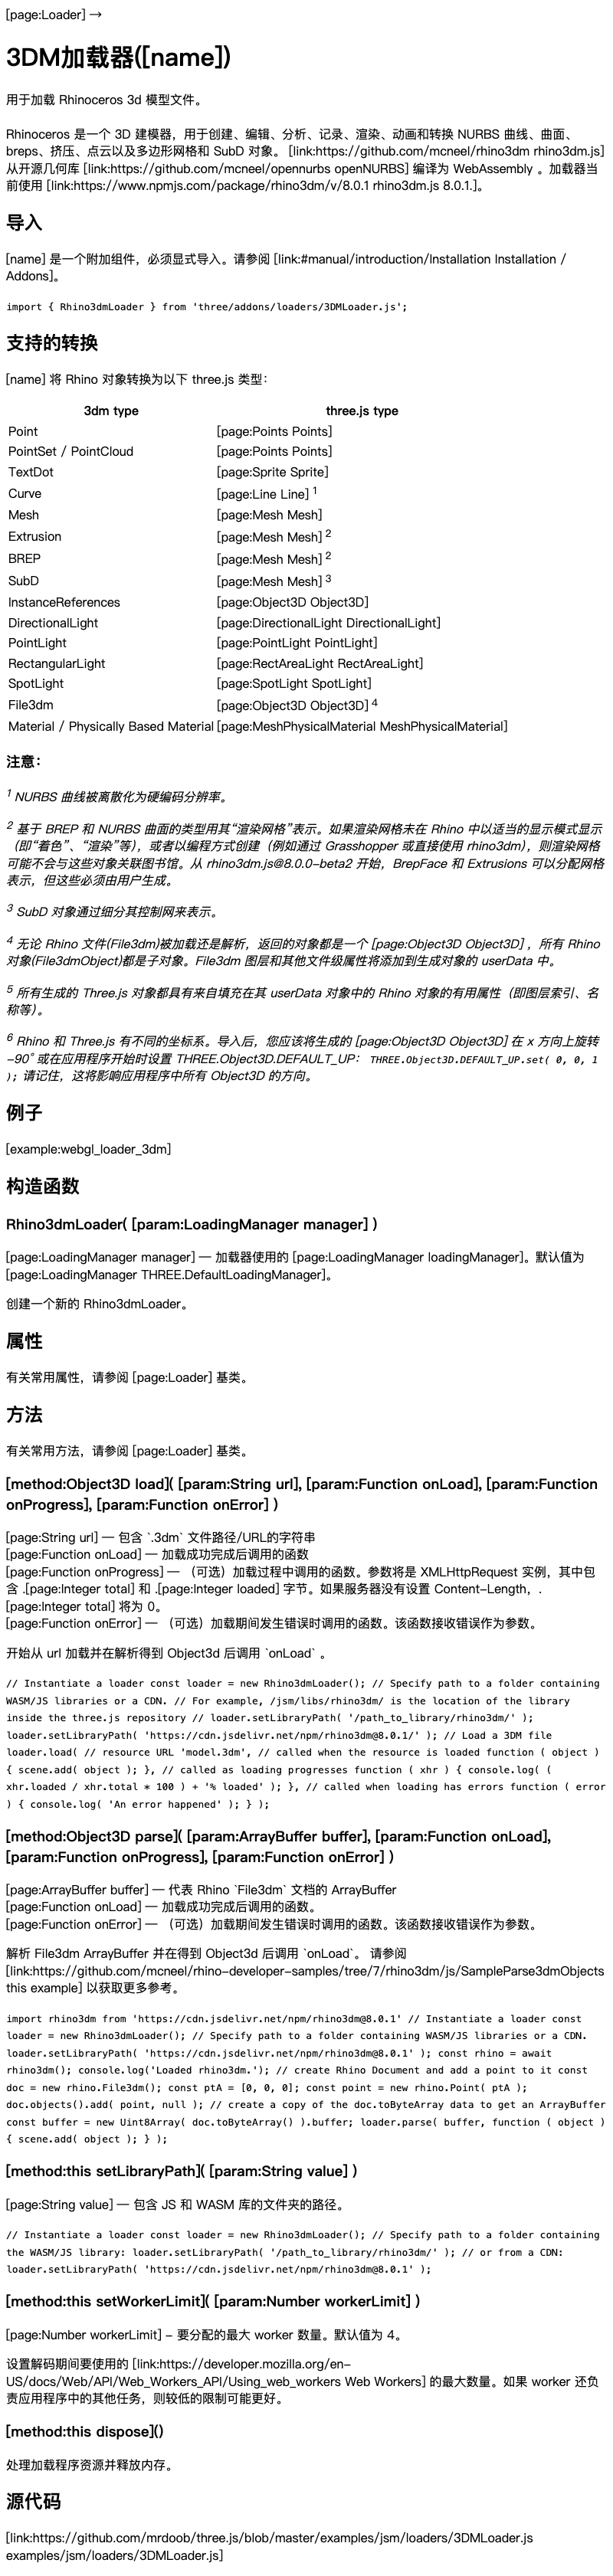 [page:Loader] →
3DM加载器([name])
用于加载 Rhinoceros 3d 模型文件。
Rhinoceros 是一个 3D 建模器，用于创建、编辑、分析、记录、渲染、动画和转换 NURBS 曲线、曲面、
breps、挤压、点云以及多边形网格和 SubD 对象。 [link:https://github.com/mcneel/rhino3dm rhino3dm.js]
从开源几何库 [link:https://github.com/mcneel/opennurbs openNURBS] 编译为 WebAssembly 。加载器当
前使用 [link:https://www.npmjs.com/package/rhino3dm/v/8.0.1 rhino3dm.js 8.0.1.]。
导入
[name] 是一个附加组件，必须显式导入。请参阅 [link:#manual/introduction/Installation Installation /
Addons]。
import { Rhino3dmLoader } from 'three/addons/loaders/3DMLoader.js';
支持的转换
[name] 将 Rhino 对象转换为以下 three.js 类型：
3dm type three.js type
Point [page:Points Points]
PointSet / PointCloud [page:Points Points]
TextDot [page:Sprite Sprite]
Curve [page:Line Line] 1
Mesh [page:Mesh Mesh]
Extrusion [page:Mesh Mesh] 2
BREP [page:Mesh Mesh] 2
SubD [page:Mesh Mesh] 3
InstanceReferences [page:Object3D Object3D]
DirectionalLight [page:DirectionalLight DirectionalLight]
PointLight [page:PointLight PointLight]
RectangularLight [page:RectAreaLight RectAreaLight]
SpotLight [page:SpotLight SpotLight]
File3dm [page:Object3D Object3D] 4
Material / Physically Based Material [page:MeshPhysicalMaterial MeshPhysicalMaterial]
注意：
1 NURBS 曲线被离散化为硬编码分辨率。
2 基于 BREP 和 NURBS 曲面的类型用其“渲染网格”表示。如果渲染网格未在 Rhino 中以适当的显示模式显示
（即“着色”、“渲染”等），或者以编程方式创建（例如通过 Grasshopper 或直接使用 rhino3dm），则渲染网格
可能不会与这些对象关联图书馆。从 rhino3dm.js@8.0.0-beta2 开始，BrepFace 和 Extrusions 可以分配网格
表示，但这些必须由用户生成。
3 SubD 对象通过细分其控制网来表示。
4 无论 Rhino 文件(File3dm)被加载还是解析，返回的对象都是一个 [page:Object3D Object3D] ，所有 Rhino
对象(File3dmObject)都是子对象。File3dm 图层和其他文件级属性将添加到生成对象的 userData 中。
5 所有生成的 Three.js 对象都具有来自填充在其 userData 对象中的 Rhino 对象的有用属性（即图层索引、名
称等）。
6 Rhino 和 Three.js 有不同的坐标系。导入后，您应该将生成的 [page:Object3D Object3D] 在 x 方向上旋转
-90° 或在应用程序开始时设置 THREE.Object3D.DEFAULT_UP： THREE.Object3D.DEFAULT_UP.set( 0, 0, 1
); 请记住，这将影响应用程序中所有 Object3D 的方向。
例子
[example:webgl_loader_3dm]
构造函数
Rhino3dmLoader( [param:LoadingManager manager] )
[page:LoadingManager manager] — 加载器使用的 [page:LoadingManager loadingManager]。默认值为
[page:LoadingManager THREE.DefaultLoadingManager]。
创建一个新的 Rhino3dmLoader。
属性
有关常用属性，请参阅 [page:Loader] 基类。
方法
有关常用方法，请参阅 [page:Loader] 基类。
[method:Object3D load]( [param:String url], [param:Function onLoad], [param:Function
onProgress], [param:Function onError] )
[page:String url] — 包含 `.3dm` 文件路径/URL的字符串
[page:Function onLoad] — 加载成功完成后调用的函数
[page:Function onProgress] — （可选）加载过程中调用的函数。参数将是 XMLHttpRequest 实例，其中包
含 .[page:Integer total] 和 .[page:Integer loaded] 字节。如果服务器没有设置 Content-Length，.
[page:Integer total] 将为 0。
[page:Function onError] — （可选）加载期间发生错误时调用的函数。该函数接收错误作为参数。
开始从 url 加载并在解析得到 Object3d 后调用 `onLoad` 。
// Instantiate a loader const loader = new Rhino3dmLoader(); // Specify path to a folder containing
WASM/JS libraries or a CDN. // For example, /jsm/libs/rhino3dm/ is the location of the library
inside the three.js repository // loader.setLibraryPath( '/path_to_library/rhino3dm/' );
loader.setLibraryPath( 'https://cdn.jsdelivr.net/npm/rhino3dm@8.0.1/' ); // Load a 3DM file
loader.load( // resource URL 'model.3dm', // called when the resource is loaded function ( object )
{ scene.add( object ); }, // called as loading progresses function ( xhr ) { console.log( (
xhr.loaded / xhr.total * 100 ) + '% loaded' ); }, // called when loading has errors function ( error
) { console.log( 'An error happened' ); } );
[method:Object3D parse]( [param:ArrayBuffer buffer], [param:Function onLoad],
[param:Function onProgress], [param:Function onError] )
[page:ArrayBuffer buffer] — 代表 Rhino `File3dm` 文档的 ArrayBuffer
[page:Function onLoad] — 加载成功完成后调用的函数。
[page:Function onError] — （可选）加载期间发生错误时调用的函数。该函数接收错误作为参数。
解析 File3dm ArrayBuffer 并在得到 Object3d 后调用 `onLoad`。 请参阅
[link:https://github.com/mcneel/rhino-developer-samples/tree/7/rhino3dm/js/SampleParse3dmObjects
this example] 以获取更多参考。
import rhino3dm from 'https://cdn.jsdelivr.net/npm/rhino3dm@8.0.1' // Instantiate a loader const
loader = new Rhino3dmLoader(); // Specify path to a folder containing WASM/JS libraries or a CDN.
loader.setLibraryPath( 'https://cdn.jsdelivr.net/npm/rhino3dm@8.0.1' ); const rhino = await
rhino3dm(); console.log('Loaded rhino3dm.'); // create Rhino Document and add a point to it const
doc = new rhino.File3dm(); const ptA = [0, 0, 0]; const point = new rhino.Point( ptA );
doc.objects().add( point, null ); // create a copy of the doc.toByteArray data to get an ArrayBuffer
const buffer = new Uint8Array( doc.toByteArray() ).buffer; loader.parse( buffer, function ( object )
{ scene.add( object ); } );
[method:this setLibraryPath]( [param:String value] )
[page:String value] — 包含 JS 和 WASM 库的文件夹的路径。
// Instantiate a loader const loader = new Rhino3dmLoader(); // Specify path to a folder containing
the WASM/JS library: loader.setLibraryPath( '/path_to_library/rhino3dm/' ); // or from a CDN:
loader.setLibraryPath( 'https://cdn.jsdelivr.net/npm/rhino3dm@8.0.1' );
[method:this setWorkerLimit]( [param:Number workerLimit] )
[page:Number workerLimit] - 要分配的最大 worker 数量。默认值为 4。
设置解码期间要使用的 [link:https://developer.mozilla.org/en-
US/docs/Web/API/Web_Workers_API/Using_web_workers Web Workers] 的最大数量。如果 worker 还负
责应用程序中的其他任务，则较低的限制可能更好。
[method:this dispose]()
处理加载程序资源并释放内存。
源代码
[link:https://github.com/mrdoob/three.js/blob/master/examples/jsm/loaders/3DMLoader.js
examples/jsm/loaders/3DMLoader.js]